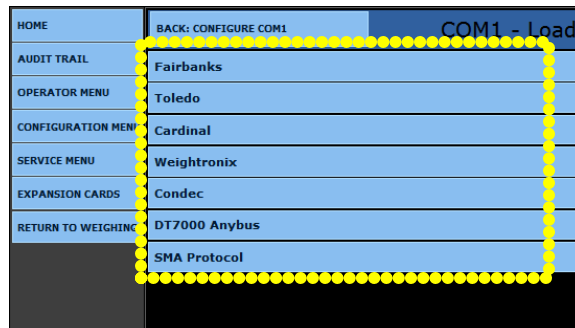 HOME
AUDIT TRAIL
OPERATOR MENU
CONFIGURATION MENU
SERVICE MENU
EXPANSION CARDS
RETURN TO WEIGHING
BACK: CONFIGURE COM1
COM1 - Load
Fairbanks
Toledo
Cardinal
Weightronix
Condec
DT7000 Anybus
SMA Protocol